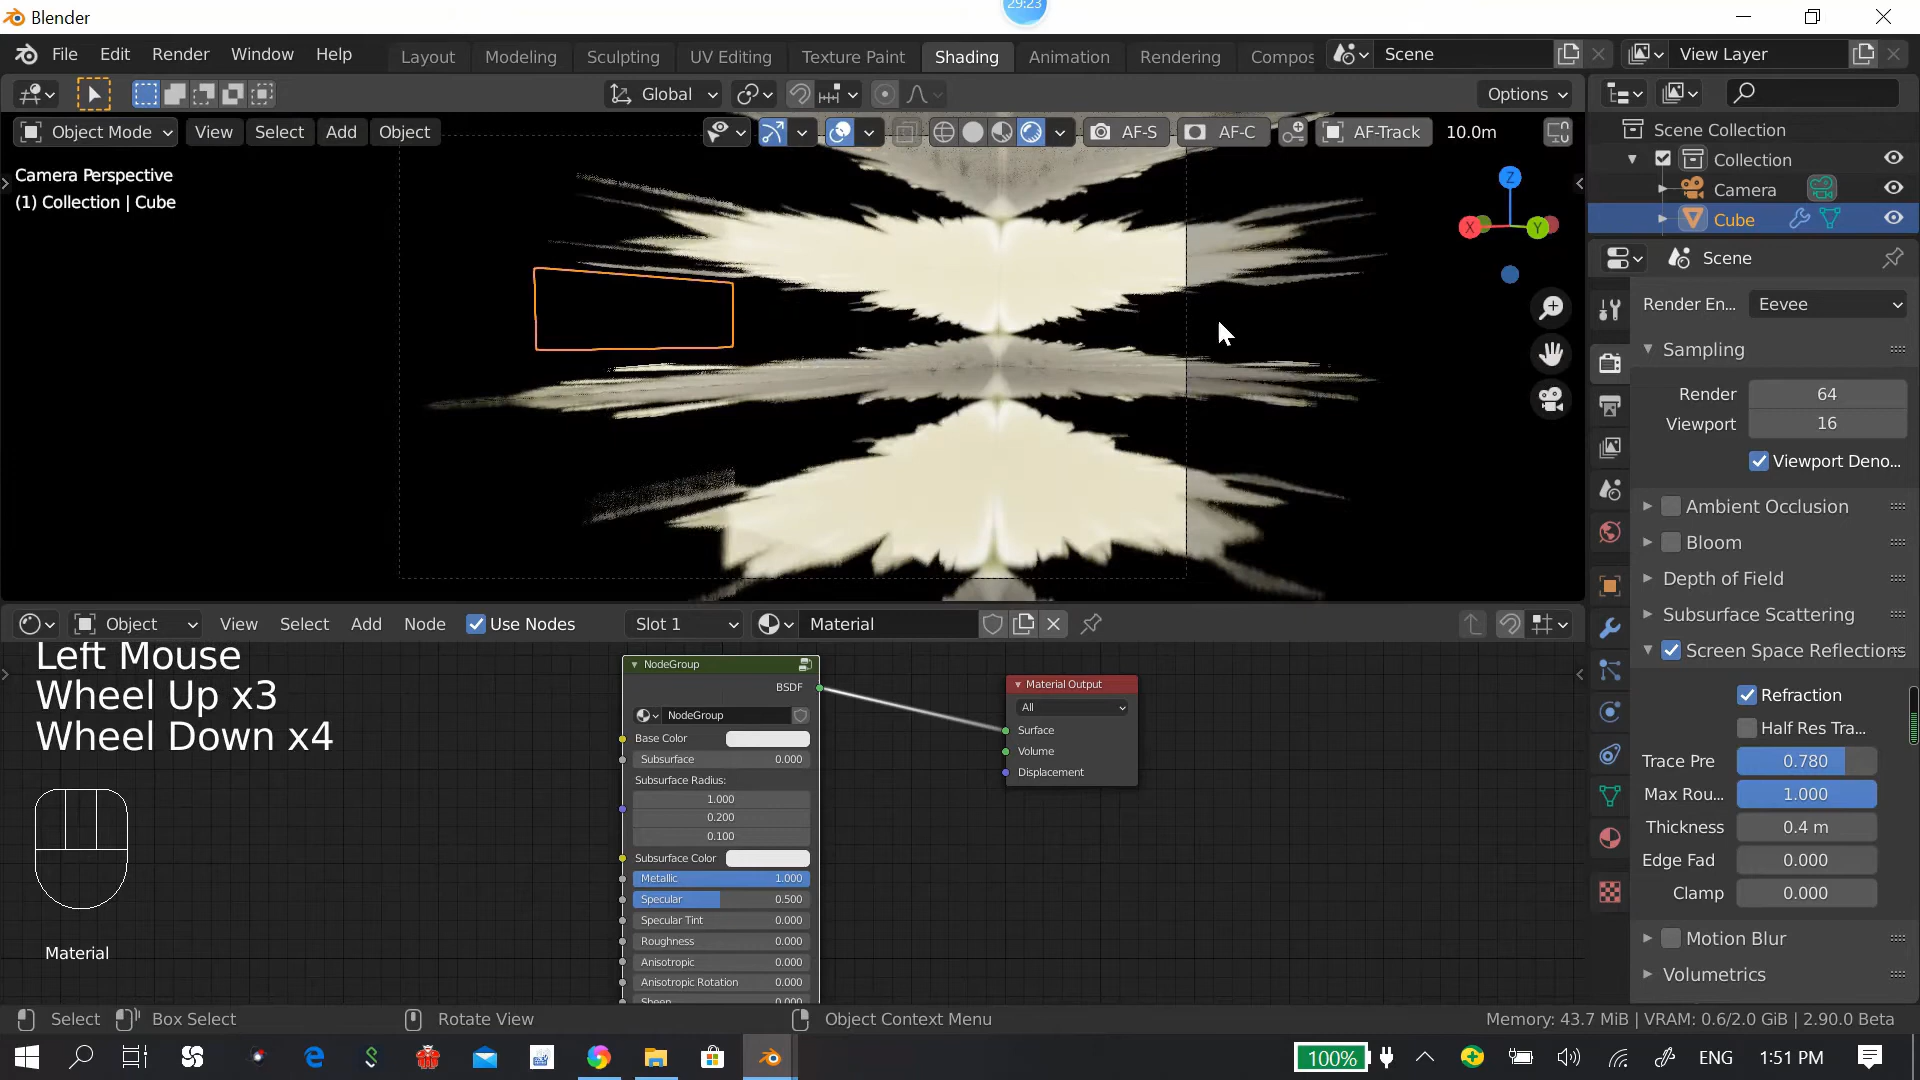 29:23
Blender
File Edit Render Window Help Layout Modeling Sculpting UV Editing Texture Paint Shading Animation Rendering Compos Scene View Layer
Global Options
Object Mode View Select Add Object AF-S AF-C AF-Track 10.0m
Camera Perspective
(1) Collection | Cube
Z
X
Y
Scene Collection
Collection
Camera
Cube
Scene
Render En... Eevee
Sampling
Render 64
Viewport 16
Viewport Deno...
Ambient Occlusion
Bloom
Depth of Field
Subsurface Scattering
Screen Space Reflections
Refraction
Half Res Tra...
Trace Pre 0.780
Max Rou... 1.000
Thickness 0.4 m
Edge Fad 0.000
Clamp 0.000
Motion Blur
Volumetrics
Object View Select Add Node Use Nodes Slot 1 Material
Left Mouse
Wheel Up x3
Wheel Down x4
Material
NodeGroup
BSDF
NodeGroup
Base Color
Subsurface 0.000
Subsurface Radius:
1.000
0.200
0.100
Subsurface Color
Metallic 1.000
Specular 0.500
Specular Tint 0.000
Roughness 0.000
Anisotropic 0.000
Anisotropic Rotation 0.000
Sheen 0.000
Material Output
All
Surface
Volume
Displacement
Select Box Select Rotate View Object Context Menu Memory: 43.7 MiB | VRAM: 0.6/2.0 GiB | 2.90.0 Beta
100% ENG 1:51 PM